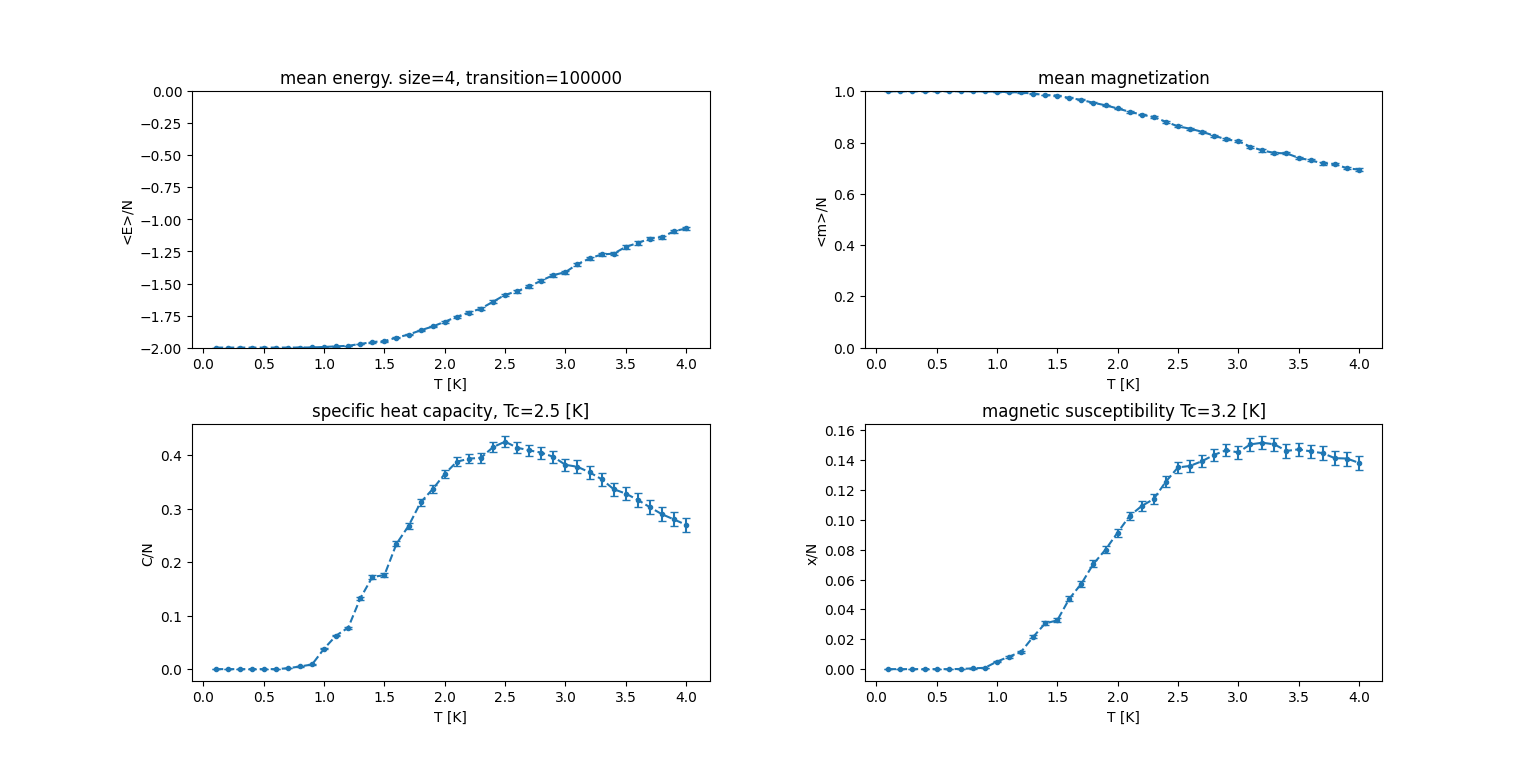 mean energy. size=4, transition=100000
0.00
−0.25
−0.50
−0.75
−1.00
−1.25
−1.50
−1.75
−2.00
<E>/N
0.0 0.5 1.0 1.5 2.0 2.5 3.0 3.5 4.0
T [K]
mean magnetization
1.0
0.8
0.6
0.4
0.2
0.0
<m>/N
0.0 0.5 1.0 1.5 2.0 2.5 3.0 3.5 4.0
T [K]
specific heat capacity, Tc=2.5 [K]
0.4
0.3
0.2
0.1
0.0
C/N
0.0 0.5 1.0 1.5 2.0 2.5 3.0 3.5 4.0
T [K]
magnetic susceptibility Tc=3.2 [K]
0.16
0.14
0.12
0.10
0.08
0.06
0.04
0.02
0.00
x/N
0.0 0.5 1.0 1.5 2.0 2.5 3.0 3.5 4.0
T [K]